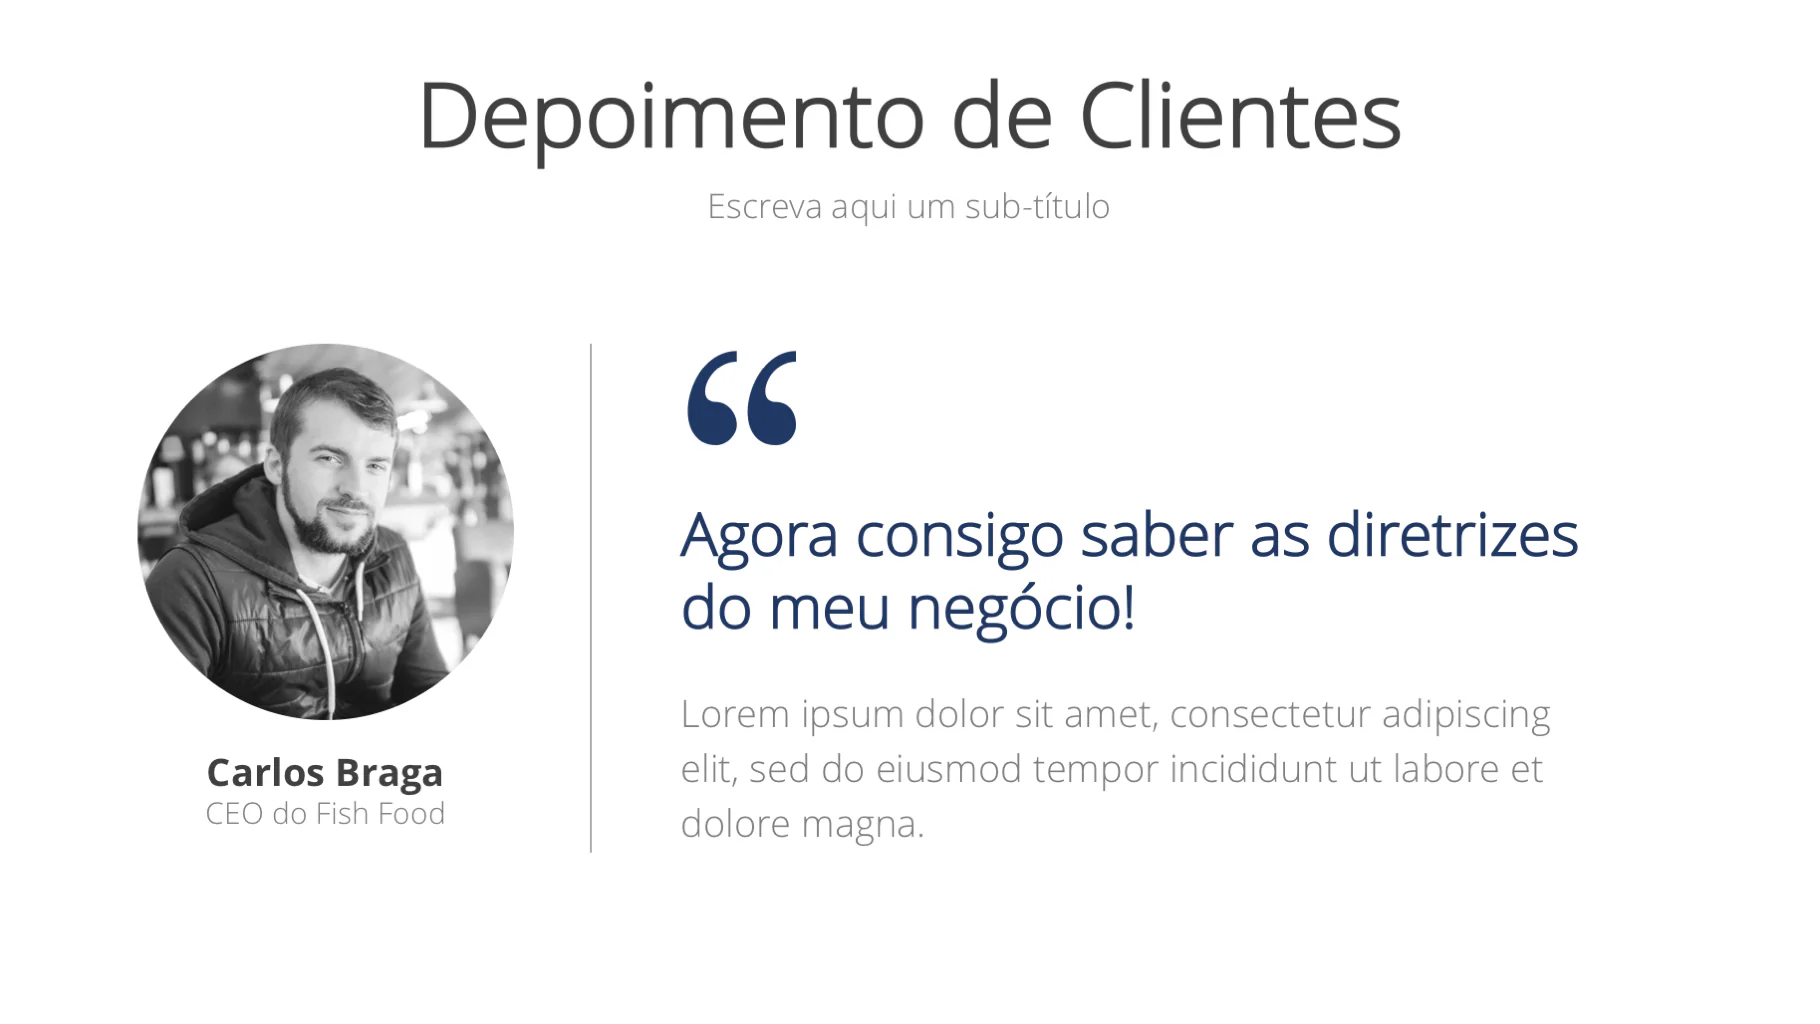 Depoimento de Clientes
Escreva aqui um sub-título
“
Agora consigo saber as diretrizes
do meu negócio!
Lorem ipsum dolor sit amet, consectetur adipiscing
elit, sed do eiusmod tempor incididunt ut labore et
dolore magna.
Carlos Braga
CEO do Fish Food